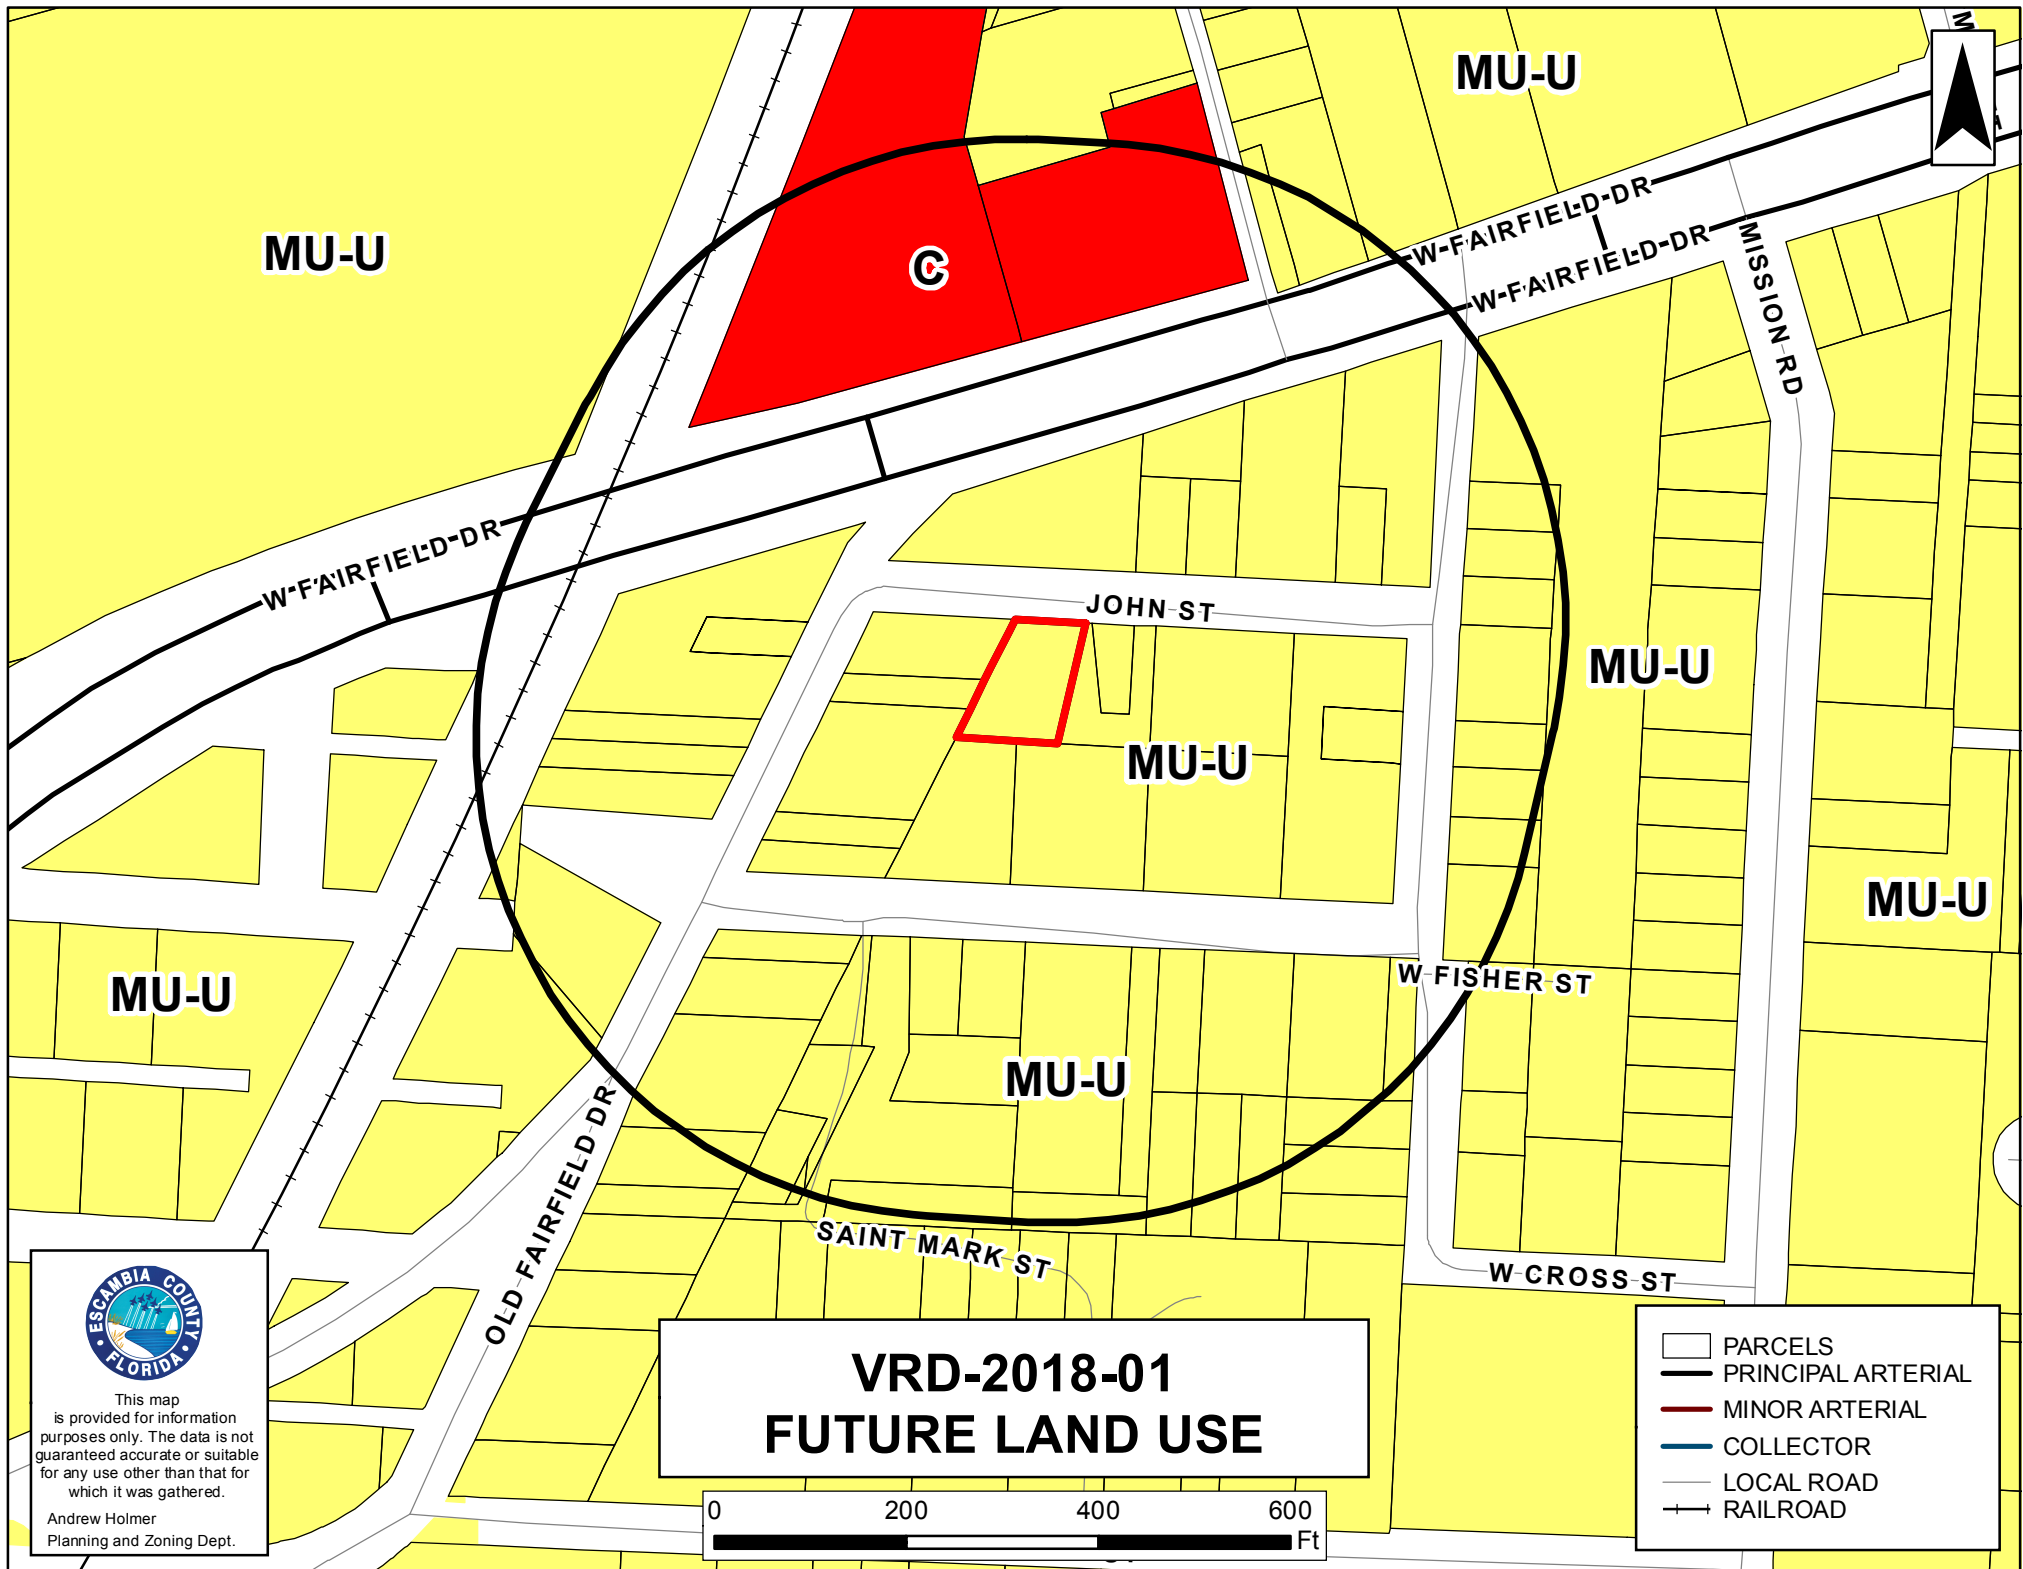 M
MU-U
MU-U
C
W FAIRFIELD DR
W FAIRFIELD DR
MISSION RD
W FAIRFIELD DR
JOHN ST
MU-U
MU-U
MU-U
MU-U
W FISHER ST
MU-U
OLD FAIRFIELD DR
SAINT MARK ST
W CROSS ST
ESCAMBIA COUNTY
FLORIDA
This map
is provided for information
purposes only. The data is not
guaranteed accurate or suitable
for any use other than that for
which it was gathered.
Andrew Holmer
Planning and Zoning Dept.
VRD-2018-01
FUTURE LAND USE
0 200 400 600
Ft
PARCELS
PRINCIPAL ARTERIAL
MINOR ARTERIAL
COLLECTOR
LOCAL ROAD
RAILROAD